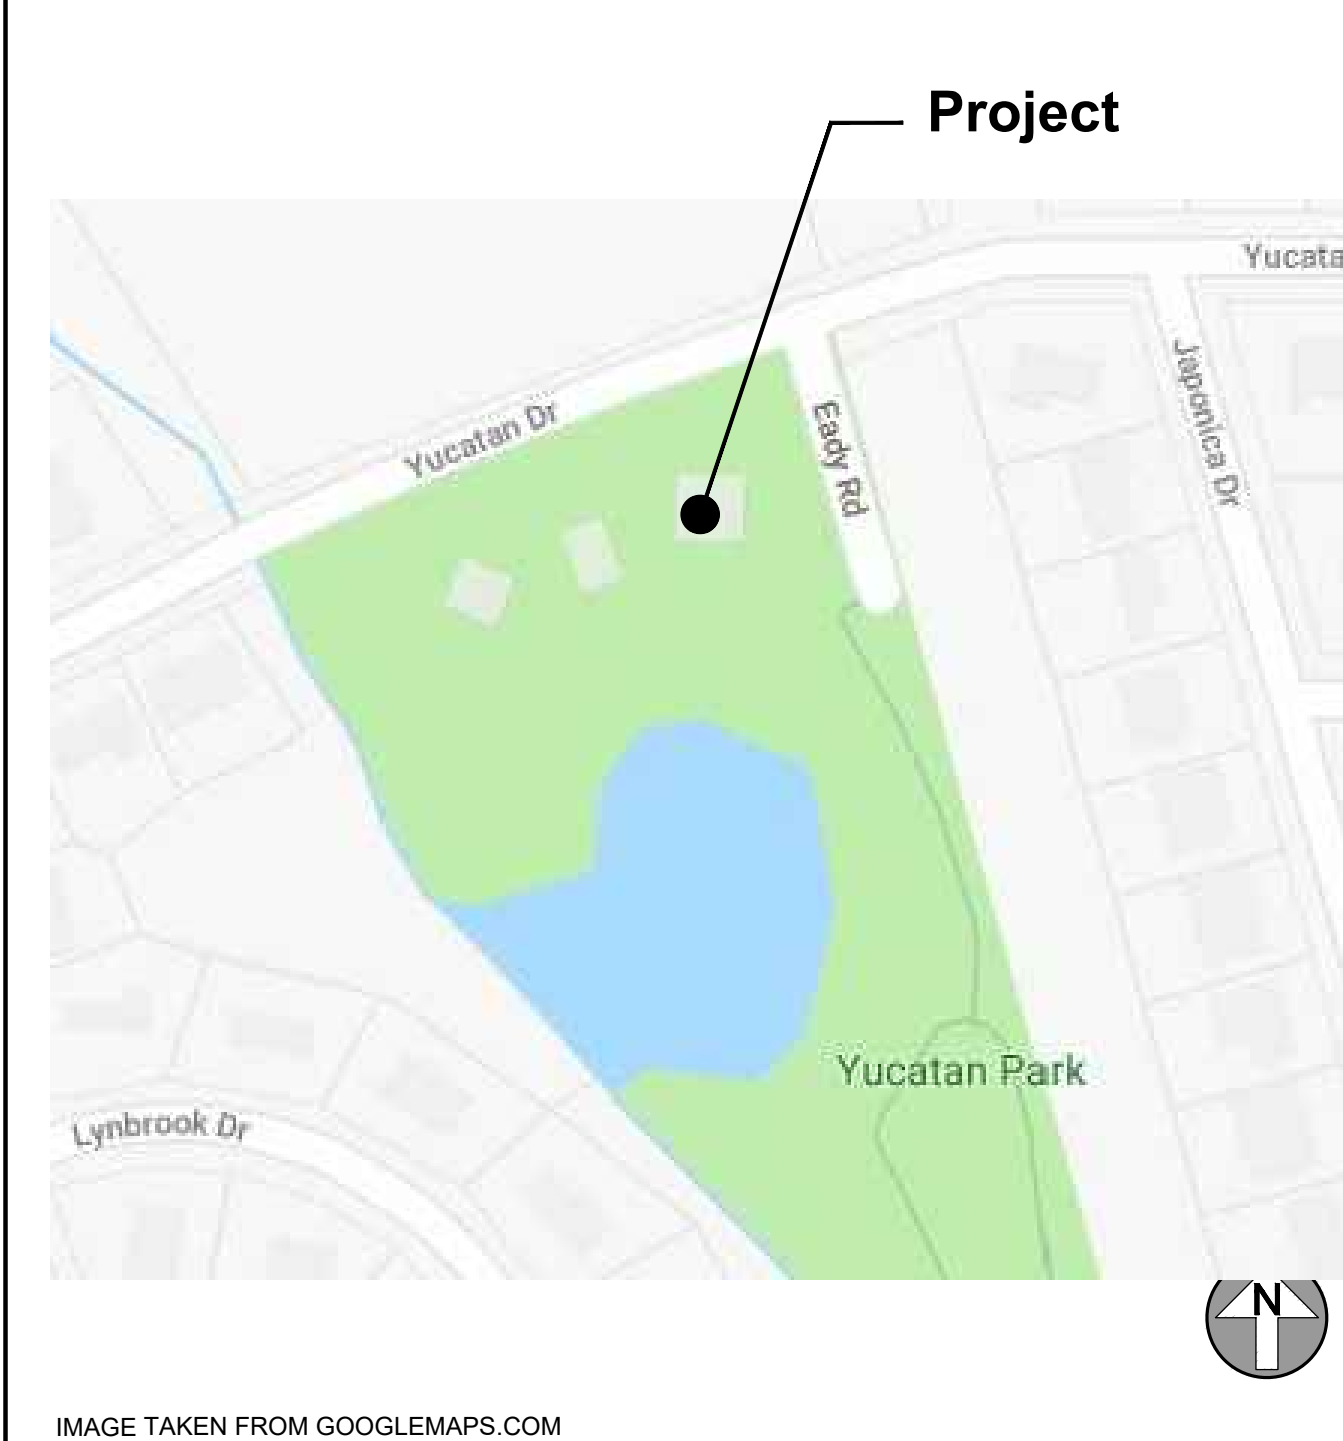 Project
Yucata
Yucatan Dr
Eady Rd
Japonica Dr
Yucatan Park
Lynbrook Dr
N
IMAGE TAKEN FROM GOOGLEMAPS.COM